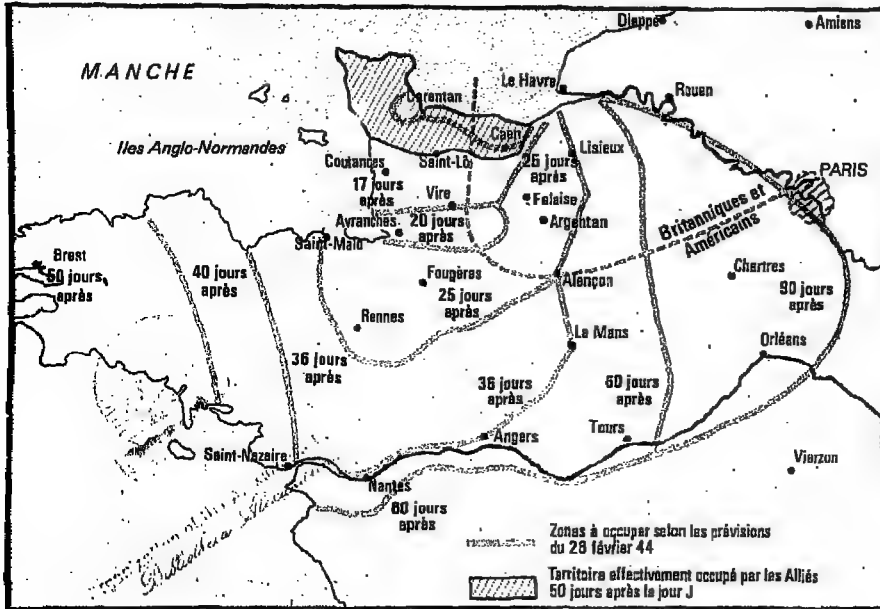 Dieppe
Amiens
MANCHE
Le Havre
Rouen
Carentan
Iles Anglo-Normandes
Caen
Lisieux
Saint-Lô
PARIS
Coutances
25 jours
après
17 jours
après
Vire
Falaise
Avranches
20 jours
après
Argentan
Britanniques et
Américains
Saint-Malo
Brest
50 jours
après
40 jours
après
Fougères
Alençon
Chartres
25 jours
après
90 jours
après
Rennes
Le Mans
Orléans
36 jours
après
36 jours
après
60 jours
après
Angers
Tours
Saint-Nazaire
Vierzon
Nantes
60 jours
après
Zones à occuper selon les prévisions
du 26 février 44
Territoire effectivement occupé par les Alliés
50 jours après le jour J